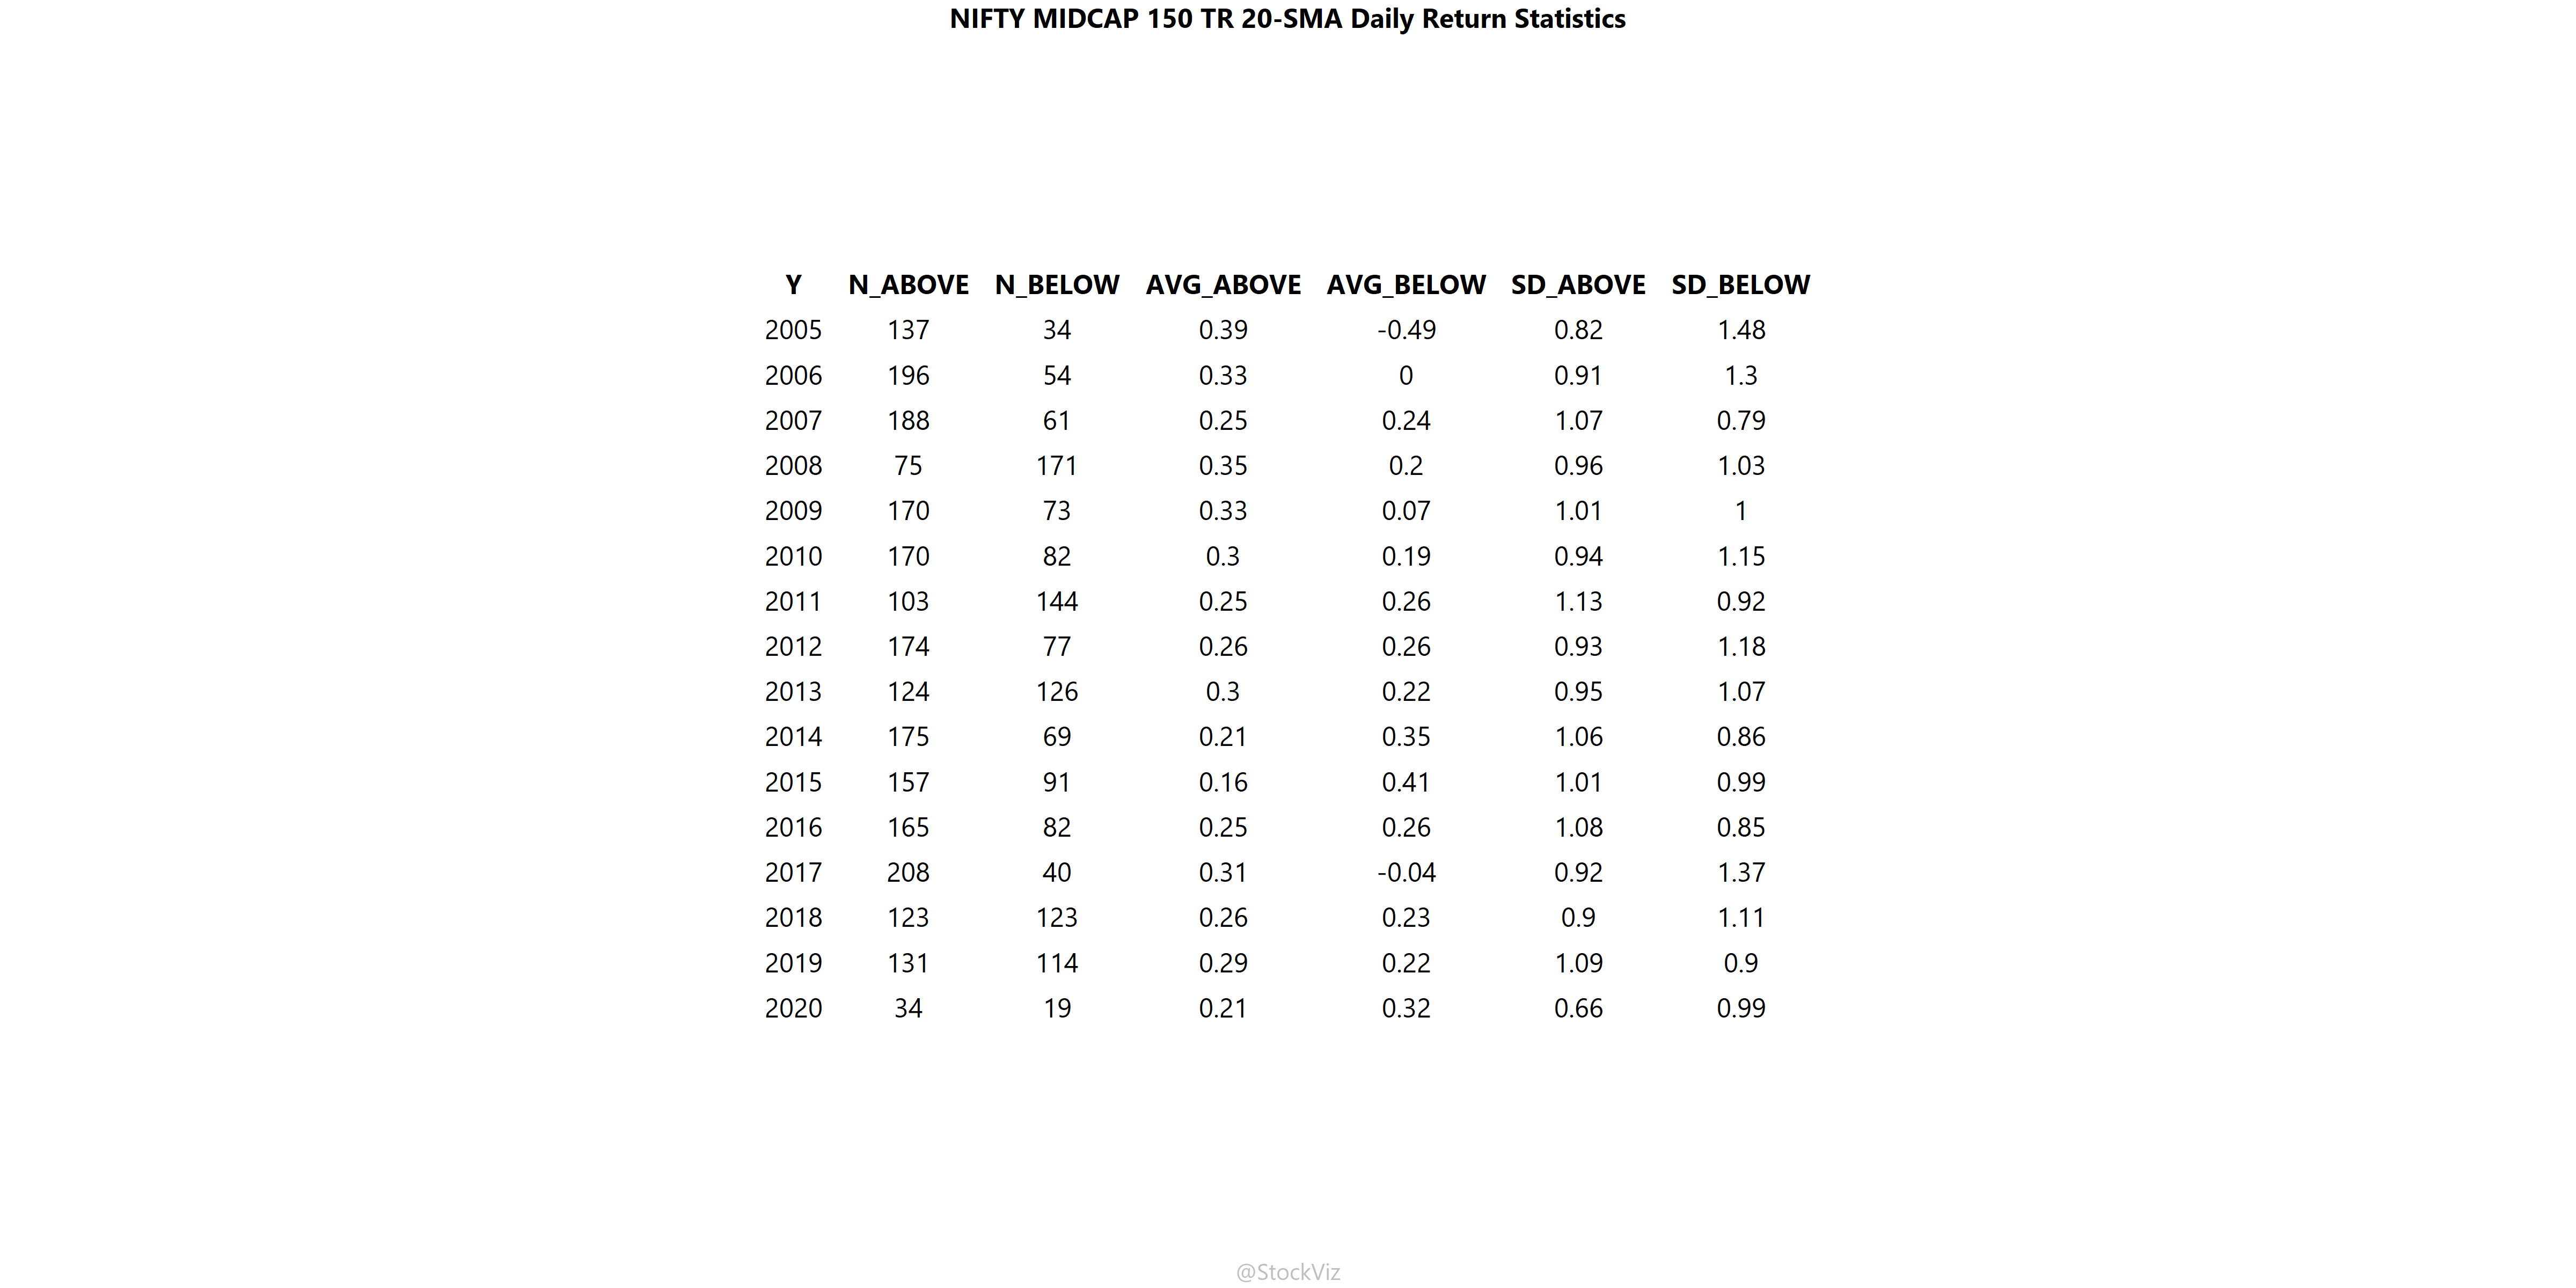 NIFTY MIDCAP 150 TR 20-SMA Daily Return Statistics
Y N_ABOVE N_BELOW AVG_ABOVE AVG_BELOW SD_ABOVE SD_BELOW
2005 137 34 0.39 -0.49 0.82 1.48
2006 196 54 0.33 0 0.91 1.3
2007 188 61 0.25 0.24 1.07 0.79
2008 75 171 0.35 0.2 0.96 1.03
2009 170 73 0.33 0.07 1.01 1
2010 170 82 0.3 0.19 0.94 1.15
2011 103 144 0.25 0.26 1.13 0.92
2012 174 77 0.26 0.26 0.93 1.18
2013 124 126 0.3 0.22 0.95 1.07
2014 175 69 0.21 0.35 1.06 0.86
2015 157 91 0.16 0.41 1.01 0.99
2016 165 82 0.25 0.26 1.08 0.85
2017 208 40 0.31 -0.04 0.92 1.37
2018 123 123 0.26 0.23 0.9 1.11
2019 131 114 0.29 0.22 1.09 0.9
2020 34 19 0.21 0.32 0.66 0.99
@StockViz